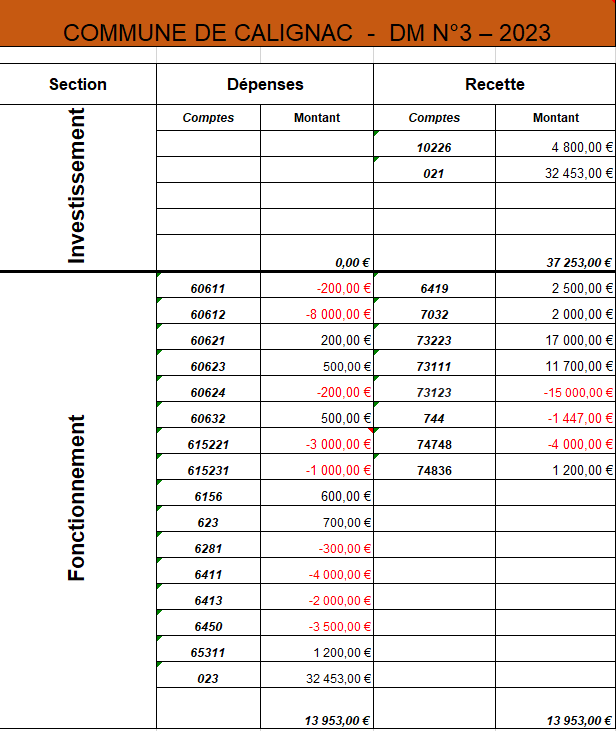 COMMUNE DE CALIGNAC - DM N°3 – 2023
Section Dépenses Recette
Comptes Montant Comptes Montant
Investissement
10226 4 800,00 €
021 32 453,00 €
0,00 € 37 253,00 €
Fonctionnement
60611 -200,00 € 6419 2 500,00 €
60612 -8 000,00 € 7032 2 000,00 €
60621 200,00 € 73223 17 000,00 €
60623 500,00 € 73111 11 700,00 €
60624 -200,00 € 73123 -15 000,00 €
60632 500,00 € 744 -1 447,00 €
615221 -3 000,00 € 74748 -4 000,00 €
615231 -1 000,00 € 74836 1 200,00 €
6156 600,00 €
623 700,00 €
6281 -300,00 €
6411 -4 000,00 €
6413 -2 000,00 €
6450 -3 500,00 €
65311 1 200,00 €
023 32 453,00 €
13 953,00 € 13 953,00 €